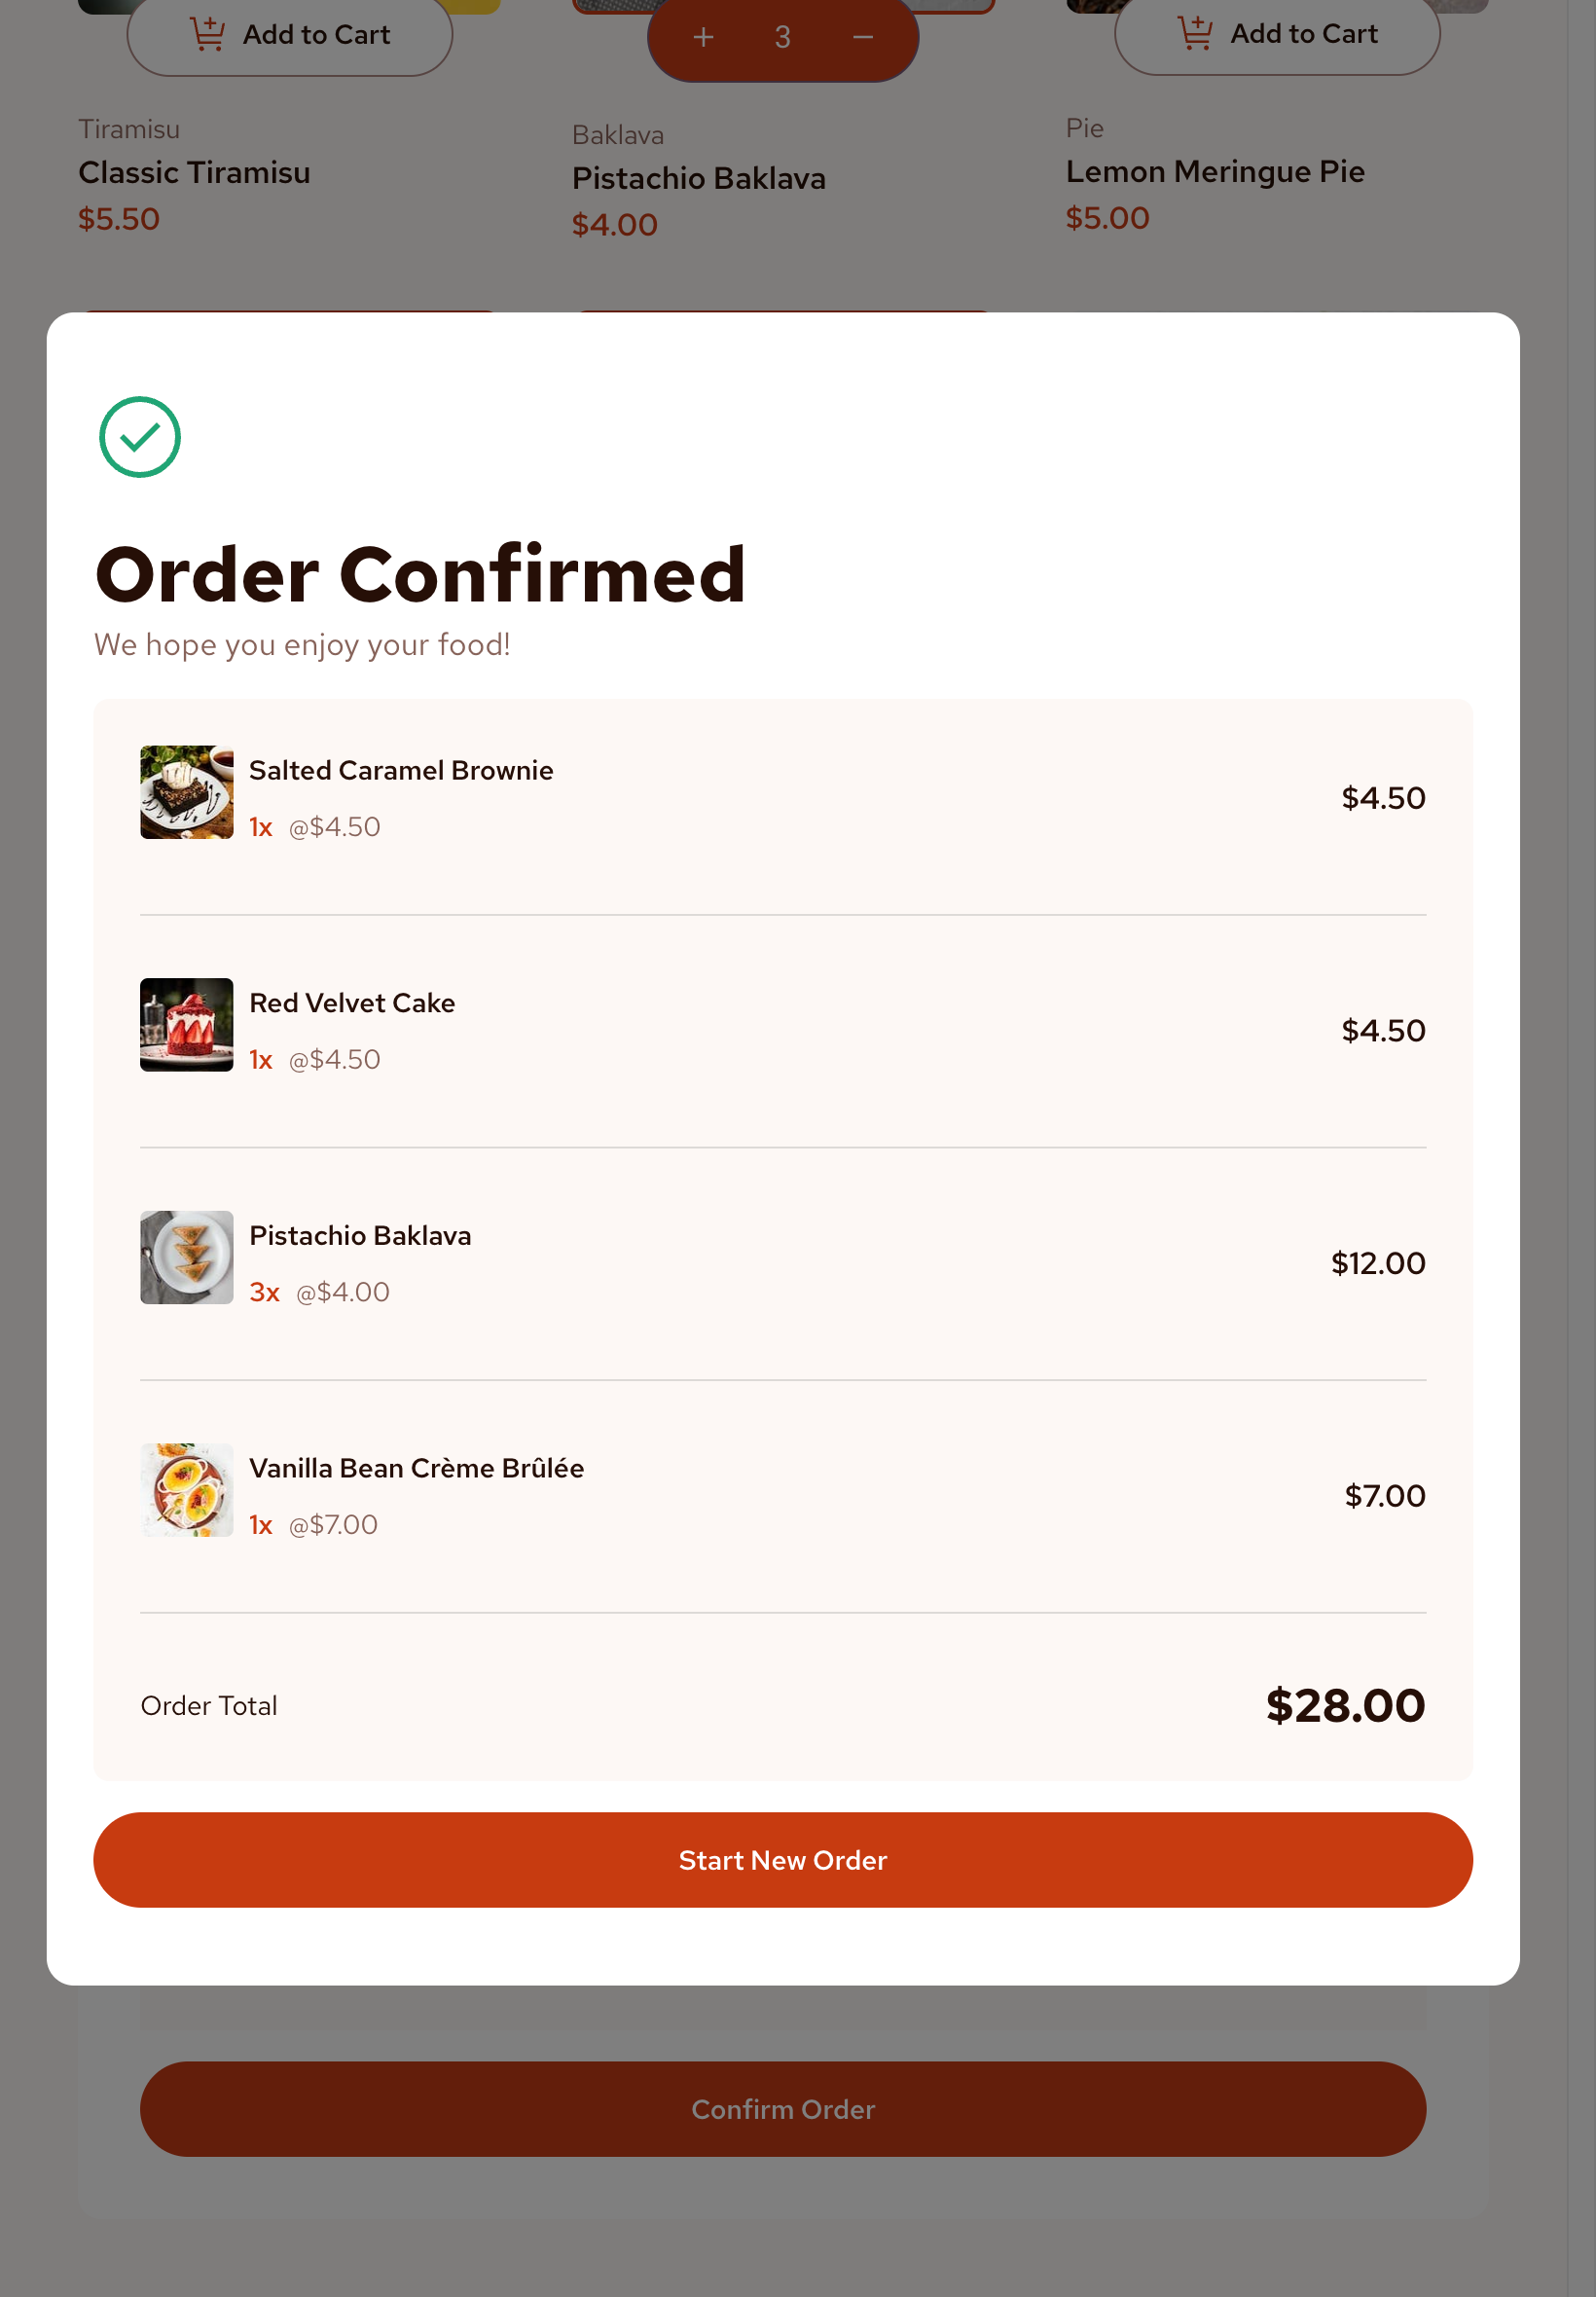 Add to Cart
+ 3 −
Add to Cart
Tiramisu
Classic Tiramisu
$5.50
Baklava
Pistachio Baklava
$4.00
Pie
Lemon Meringue Pie
$5.00
Order Confirmed
We hope you enjoy your food!
Salted Caramel Brownie
1x @$4.50
$4.50
Red Velvet Cake
1x @$4.50
$4.50
Pistachio Baklava
3x @$4.00
$12.00
Vanilla Bean Crème Brûlée
1x @$7.00
$7.00
Order Total
$28.00
Start New Order
Confirm Order